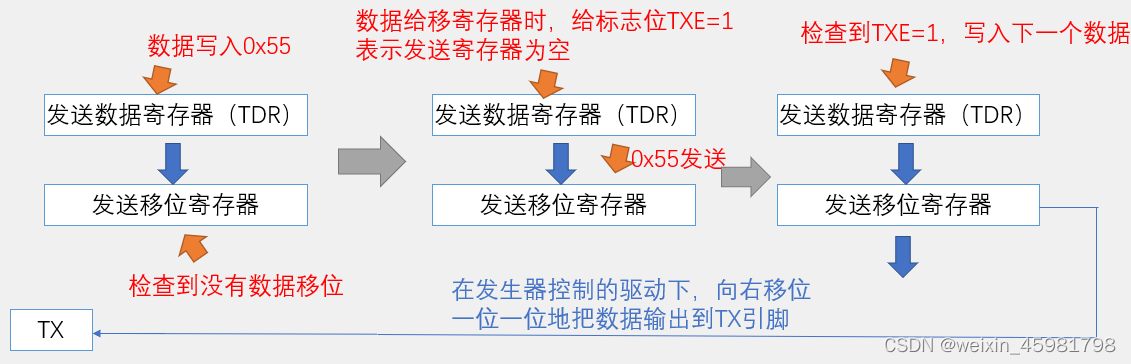 数据写入0x55
数据给移寄存器时，给标志位TXE=1
表示发送寄存器为空
检查到TXE=1，写入下一个数据
发送数据寄存器（TDR）
发送数据寄存器（TDR）
发送数据寄存器（TDR）
0x55发送
发送移位寄存器
发送移位寄存器
发送移位寄存器
检查到没有数据移位
在发生器控制的驱动下，向右移位
一位一位地把数据输出到TX引脚
TX
CSDN @weixin_45981798